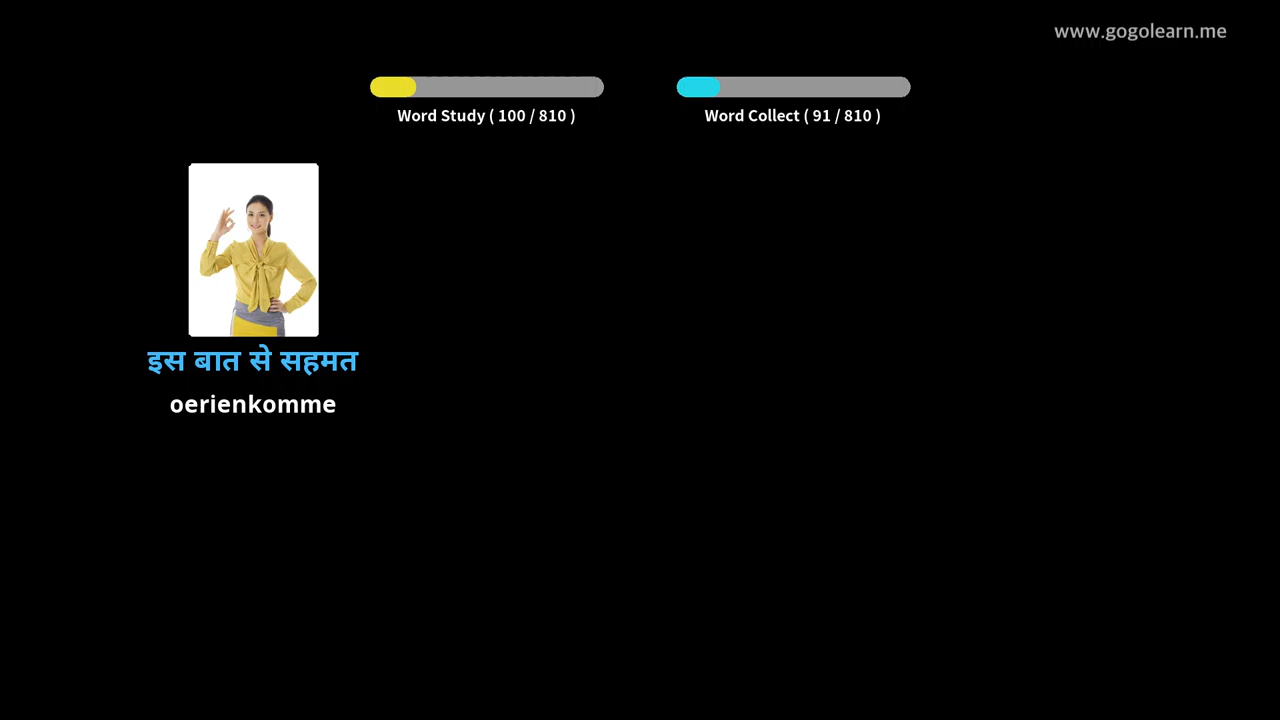 www.gogolearn.me
Word Study ( 100 / 810 )
Word Collect ( 91 / 810 )
इस बात से सहमत
oerienkomme